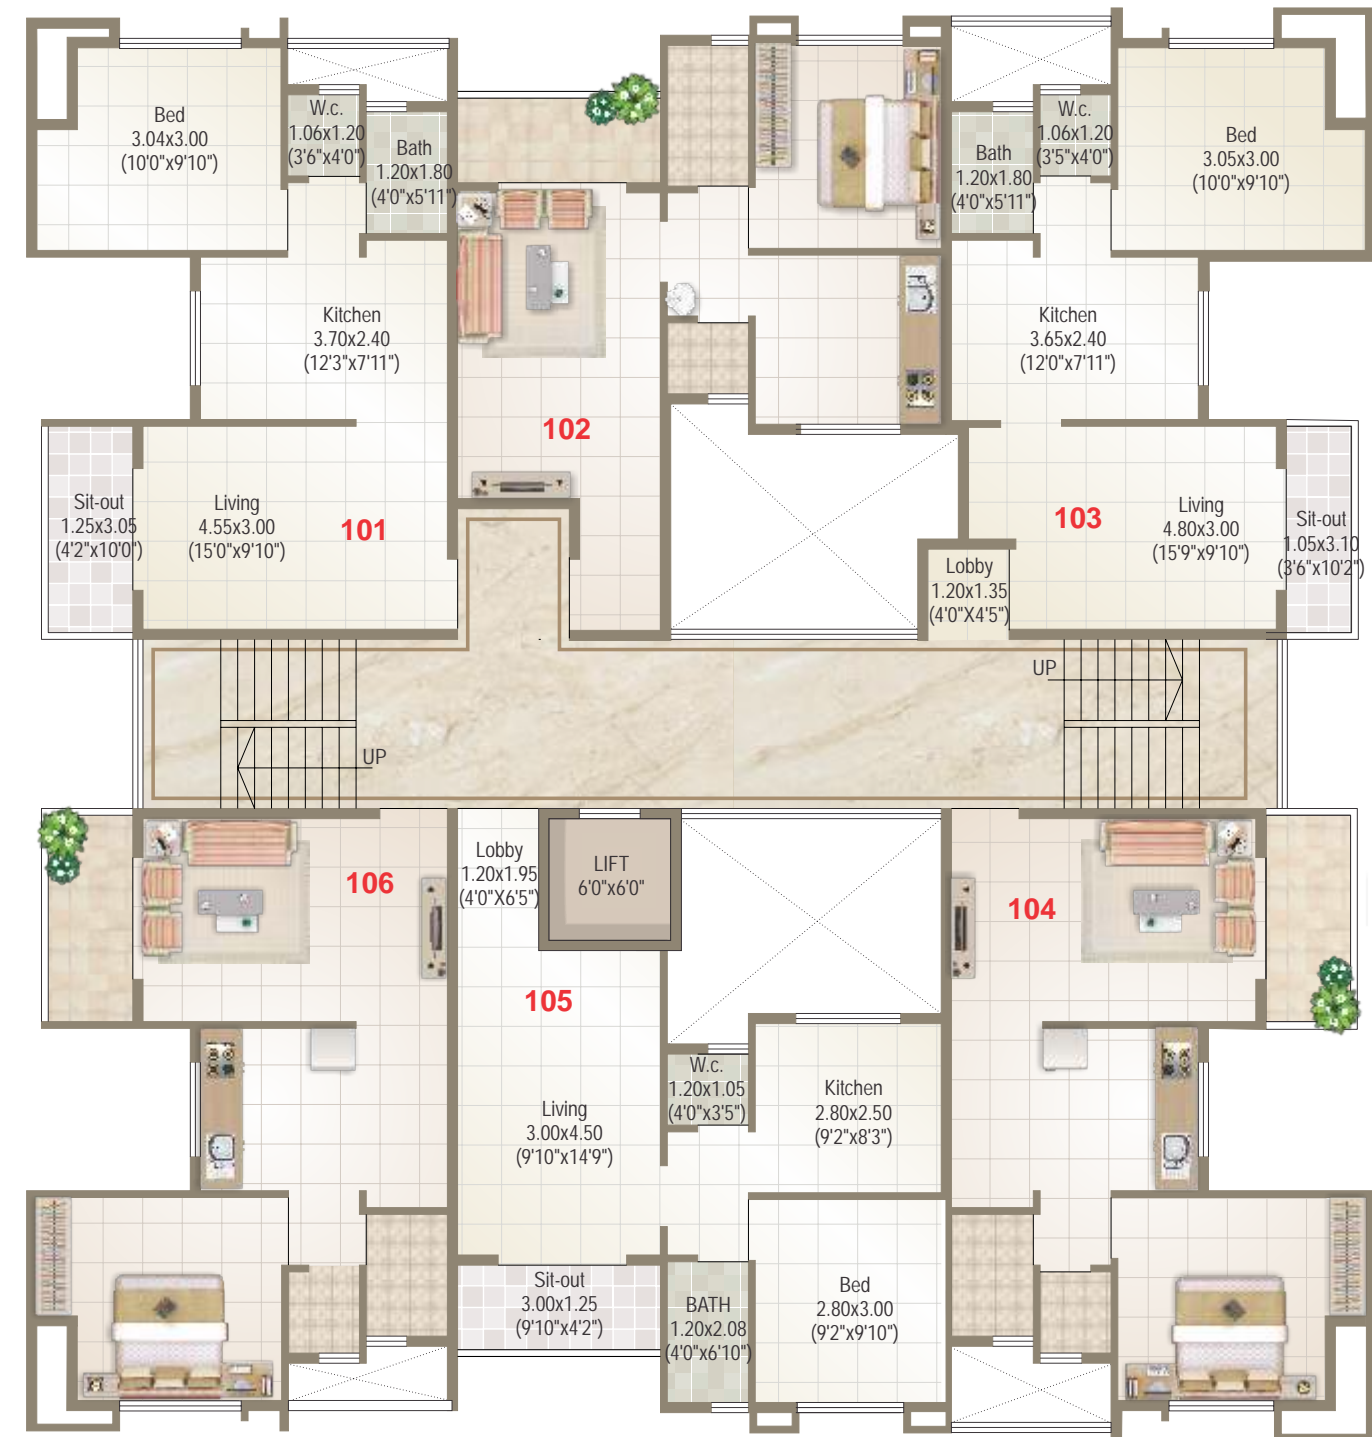 Bed
3.04x3.00
(10'0"x9'10")
W.c.
1.06x1.20
(3'6"x4'0")
Bath
1.20x1.80
(4'0"x5'11")
Kitchen
3.70x2.40
(12'3"x7'11")
Sit-out
1.25x3.05
(4'2"x10'0")
Living
4.55x3.00
(15'0"x9'10")
101
102
Bath
1.20x1.80
(4'0"x5'11")
W.c.
1.06x1.20
(3'5"x4'0")
Bed
3.05x3.00
(10'0"x9'10")
Kitchen
3.65x2.40
(12'0"x7'11")
103
Living
4.80x3.00
(15'9"x9'10")
Sit-out
1.05x3.10
(3'6"x10'2")
Lobby
1.20x1.35
(4'0"X4'5")
UP
UP
106
Lobby
1.20x1.95
(4'0"X6'5")
LIFT
6'0"x6'0"
104
105
Living
3.00x4.50
(9'10"x14'9")
W.c.
1.20x1.05
(4'0"x3'5")
Kitchen
2.80x2.50
(9'2"x8'3")
Sit-out
3.00x1.25
(9'10"x4'2")
BATH
1.20x2.08
(4'0"x6'10")
Bed
2.80x3.00
(9'2"x9'10")